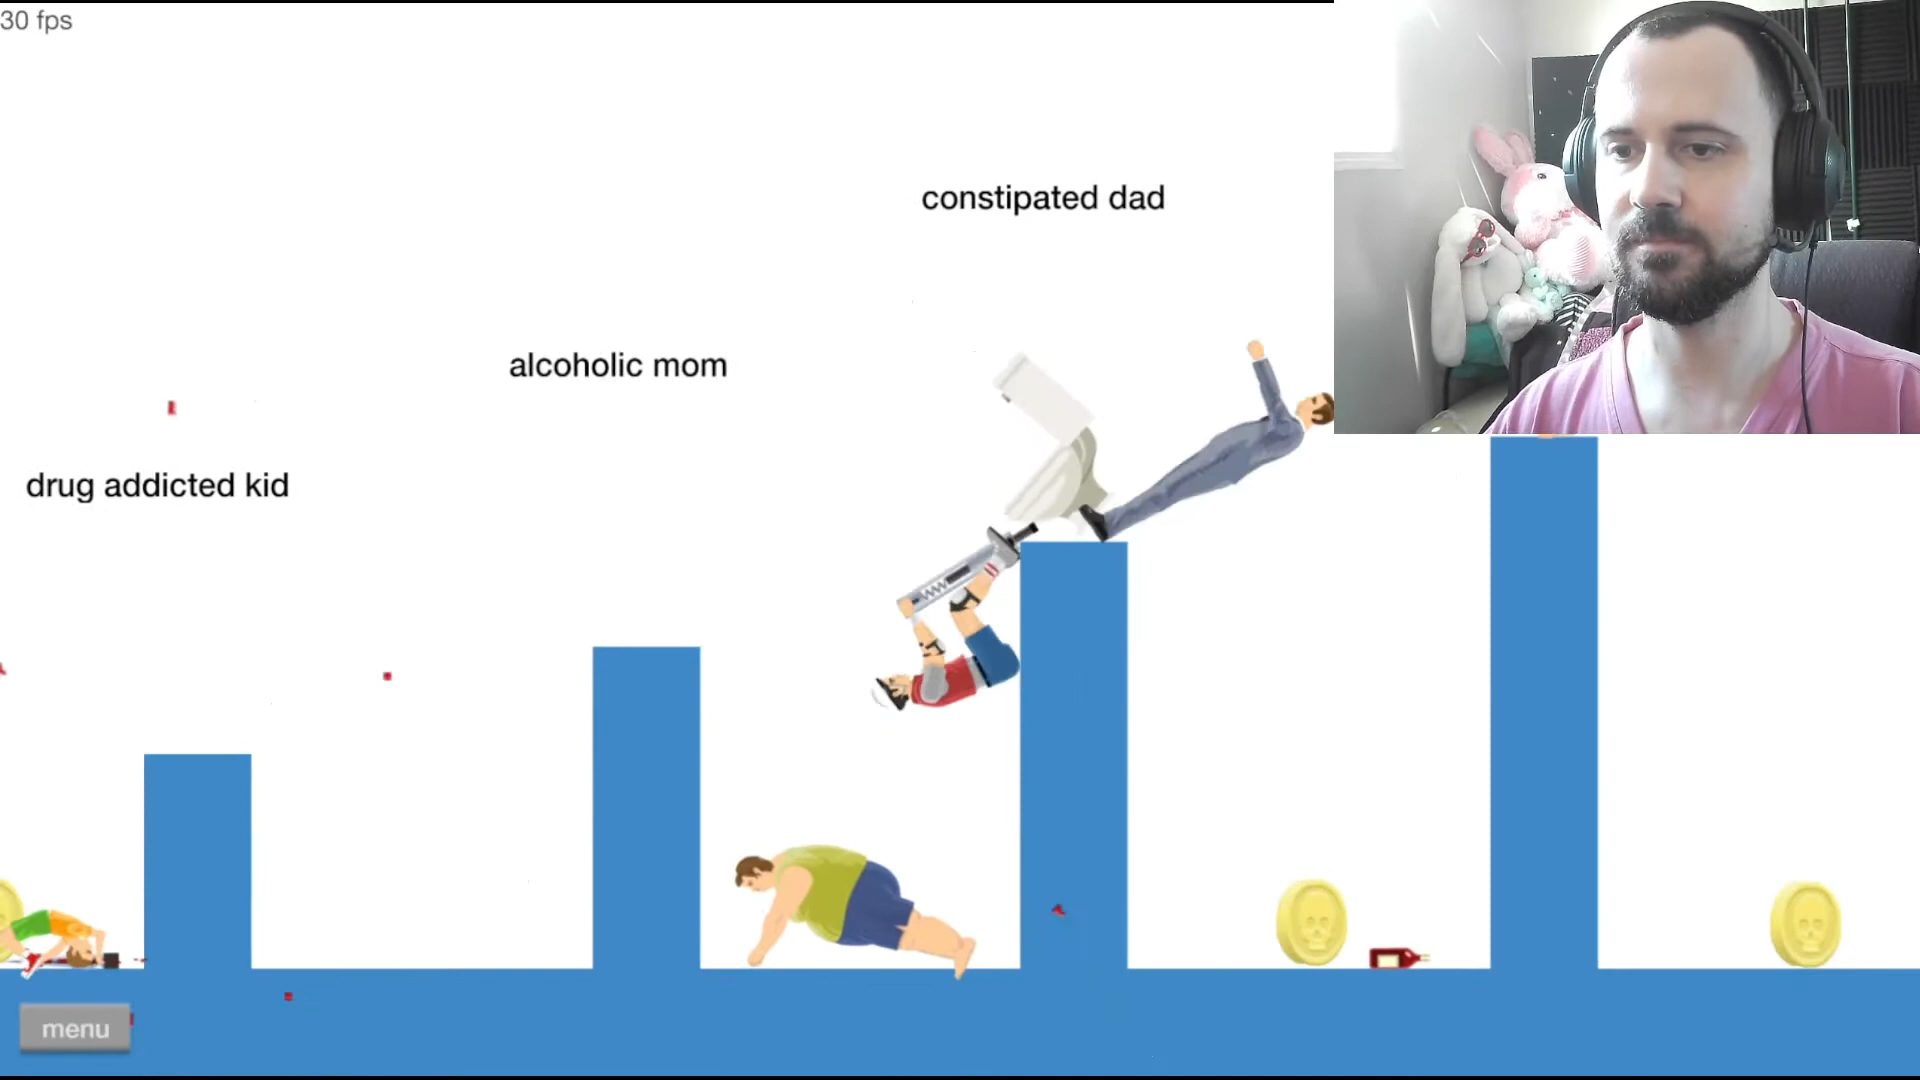 30 fps
constipated dad
alcoholic mom
drug addicted kid
menu